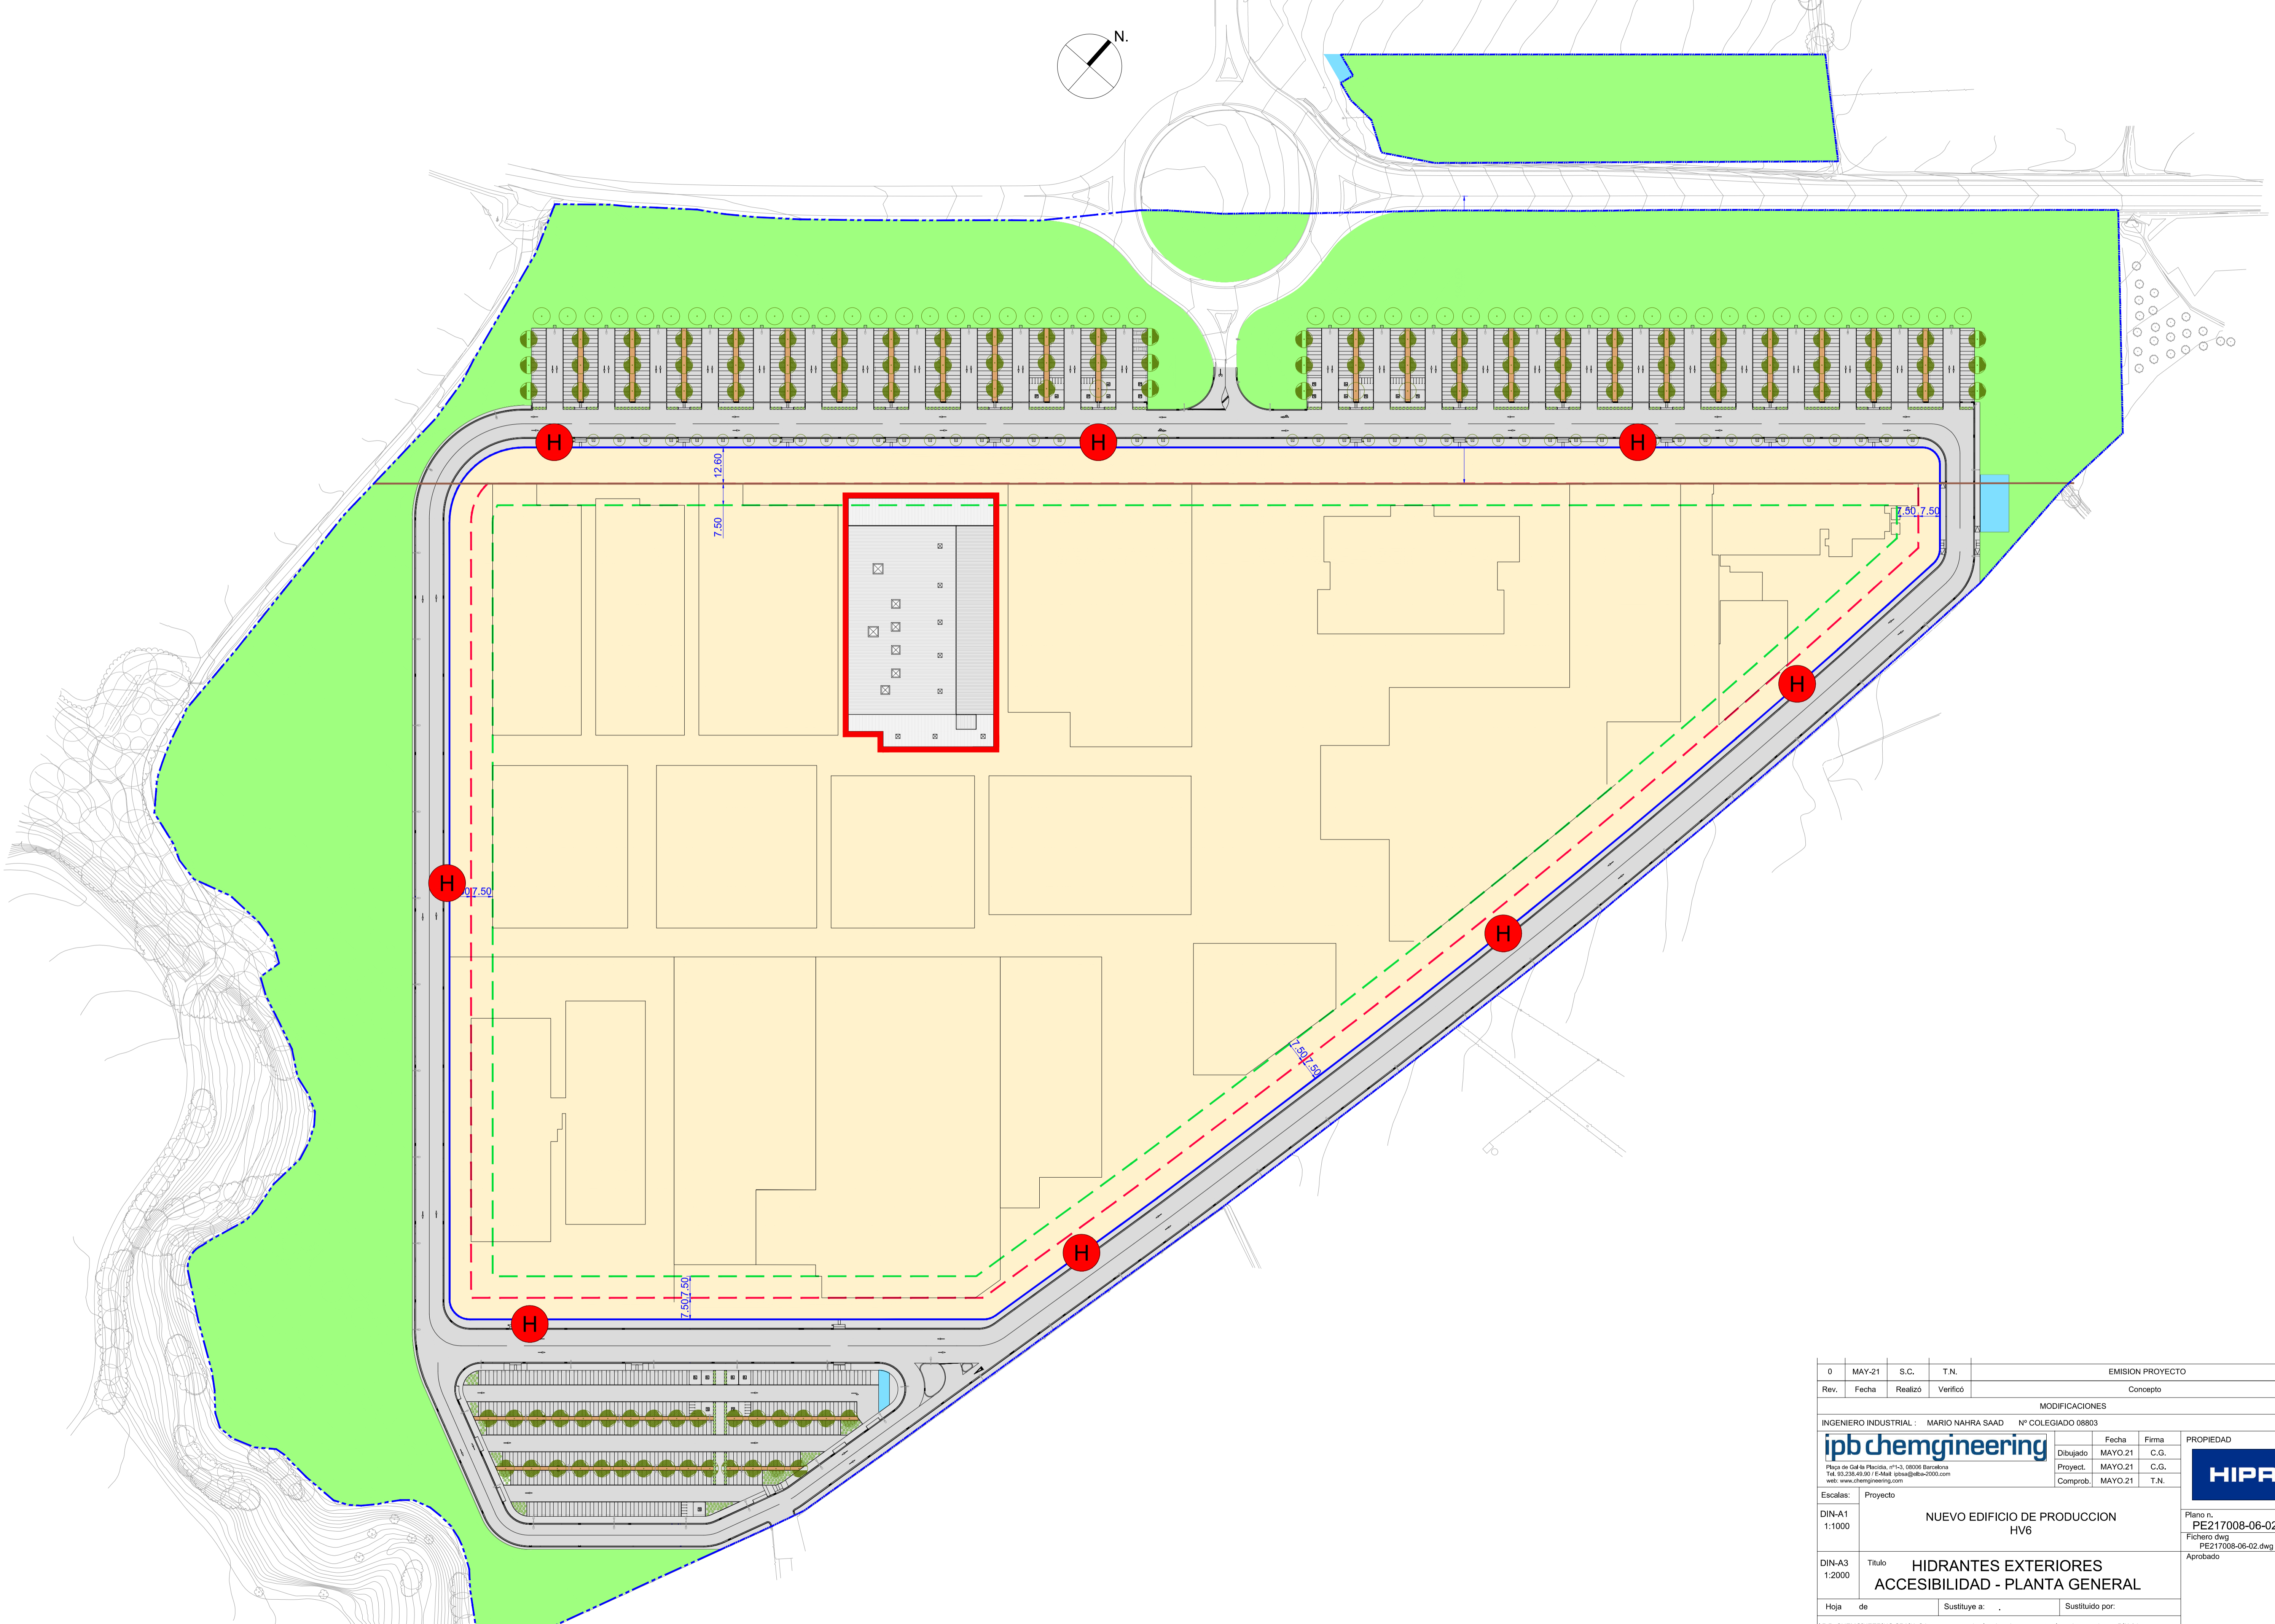 N.
H
H
H
12.60
7.50
7.50
7.50
H
H
7.50
H
7.50
7.50
H
7.50
7.50
H
0 MAY-21 S.C. T.N. EMISION PROYECTO
Rev. Fecha Realizó Verificó Concepto
MODIFICACIONES
INGENIERO INDUSTRIAL : MARIO NAHRA SAAD Nº COLEGIADO 08803
ipb chemgineering
Plaça de Gal·la Placídia, nº1-3, 08006 Barcelona
Tel. 93.238.49.90 / E-Mail: ipbsa@elba-2000.com
web: www.chemgineering.com
Fecha Firma
Dibujado MAYO.21 C.G.
Proyect. MAYO.21 C.G.
Comprob. MAYO.21 T.N.
PROPIEDAD
HIPR
Escalas:
DIN-A1
1:1000
DIN-A3
1:2000
Proyecto
NUEVO EDIFICIO DE PRODUCCION
HV6
Titulo
HIDRANTES EXTERIORES
ACCESIBILIDAD - PLANTA GENERAL
Plano n.
PE217008-06-02
Fichero dwg
PE217008-06-02.dwg
Aprobado
Hoja de Sustituye a: . Sustituido por: